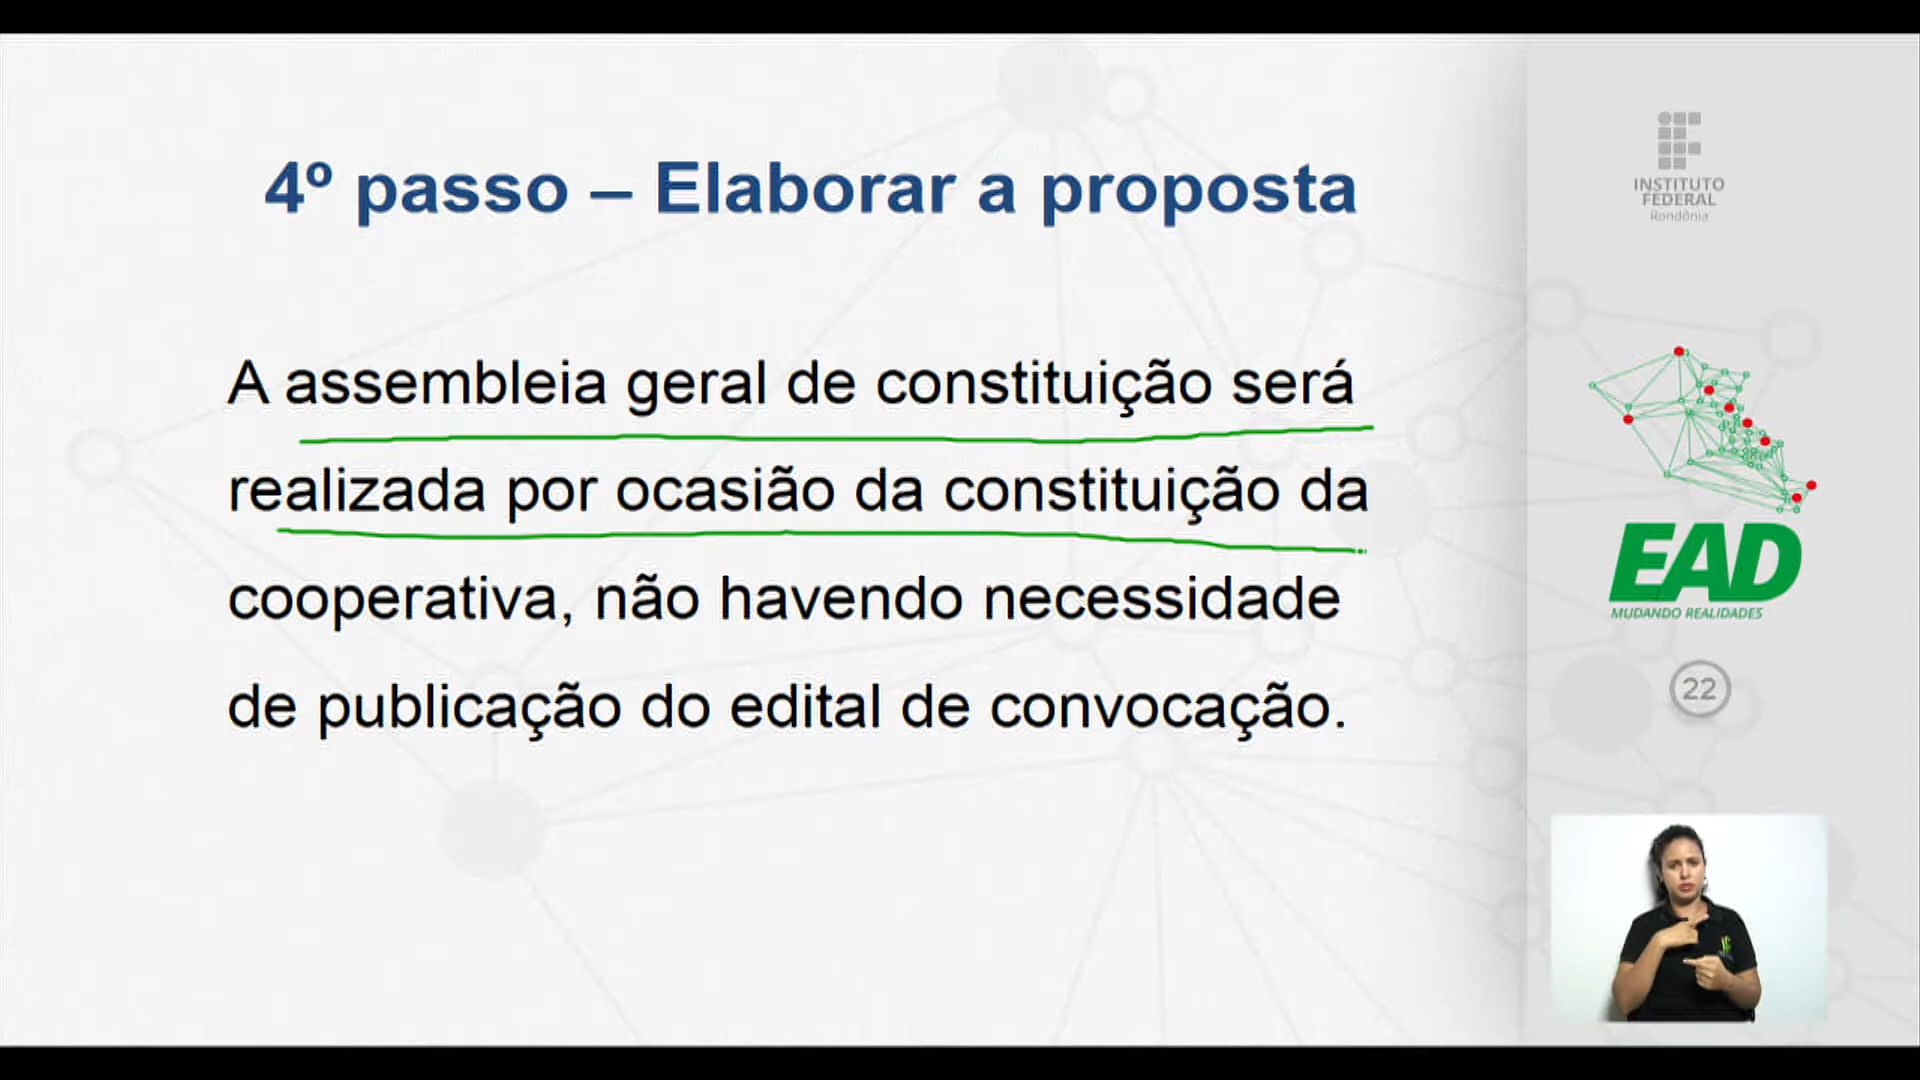 4º passo – Elaborar a proposta
A assembleia geral de constituição será
realizada por ocasião da constituição da
cooperativa, não havendo necessidade
de publicação do edital de convocação.
INSTITUTO
FEDERAL
Rondônia
EAD
MUDANDO REALIDADES
22